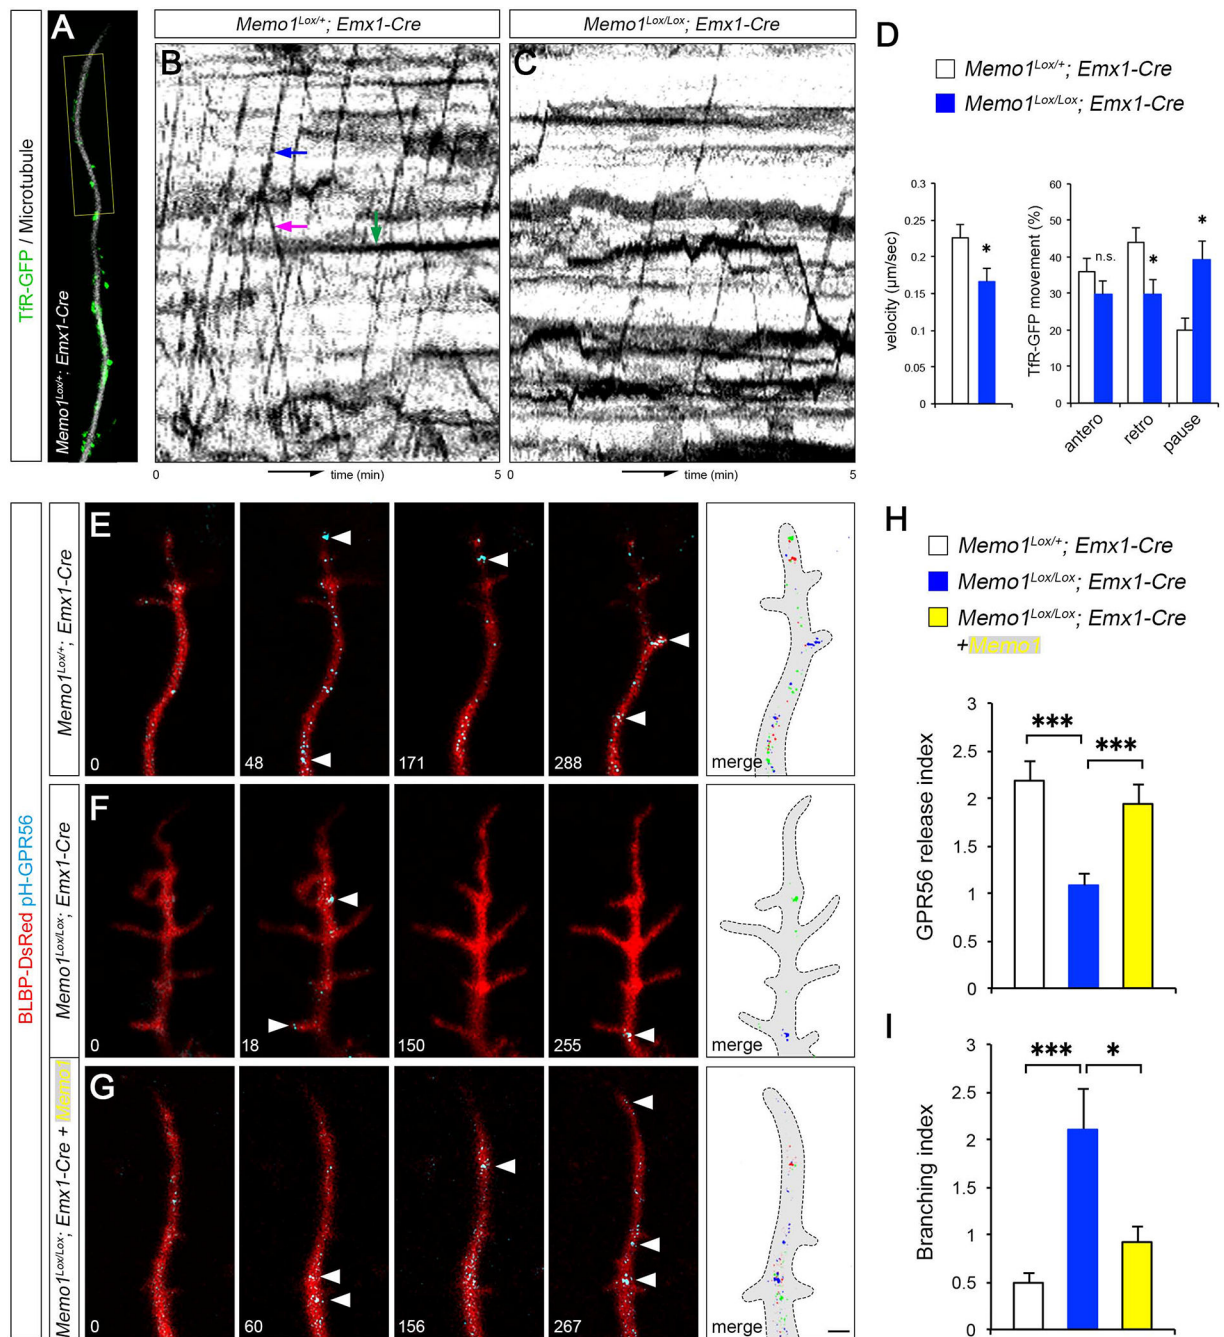 TfR-GFP / Microtubule
A
Memo1Lox/+; Emx1-Cre
Memo1Lox/+; Emx1-Cre
B
0 time (min) 5
Memo1Lox/Lox; Emx1-Cre
C
0 time (min) 5
D
Memo1Lox/+; Emx1-Cre
Memo1Lox/Lox; Emx1-Cre
velocity (µm/sec)
0.3
0.25
0.2
0.15
0.1
0.05
0
*
TfR-GFP movement (%)
60
50
40
30
20
10
0
n.s.
*
*
antero
retro
pause
BLBP-DsRed pH-GPR56
Memo1Lox/+; Emx1-Cre
E
0
48
171
288
merge
Memo1Lox/Lox; Emx1-Cre
F
0
18
150
255
merge
Memo1Lox/Lox; Emx1-Cre + Memo1
G
0
60
156
267
merge
H
Memo1Lox/+; Emx1-Cre
Memo1Lox/Lox; Emx1-Cre
Memo1Lox/Lox; Emx1-Cre
+Memo1
GPR56 release index
3
2.5
2
1.5
1
0.5
0
***
***
I
Branching index
3
2.5
2
1.5
1
0.5
0
***
*